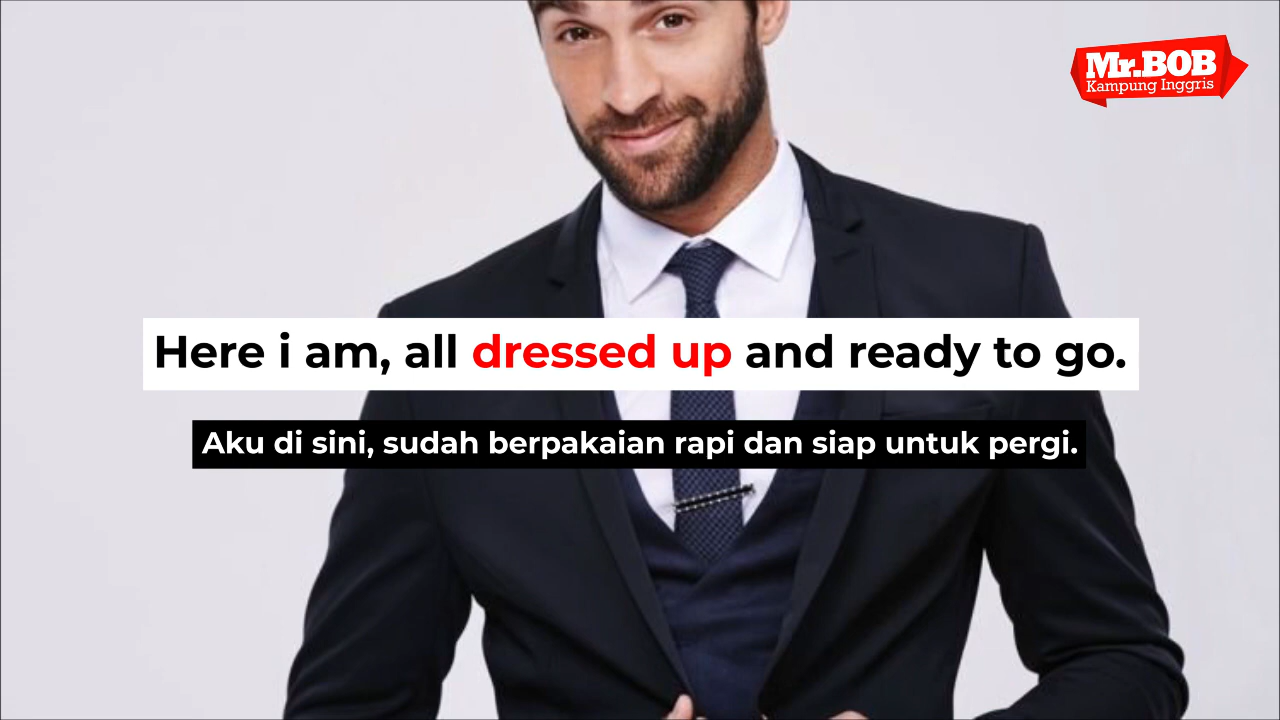 Mr.BOB
Kampung Inggris
Here i am, all dressed up and ready to go.
Aku di sini, sudah berpakaian rapi dan siap untuk pergi.